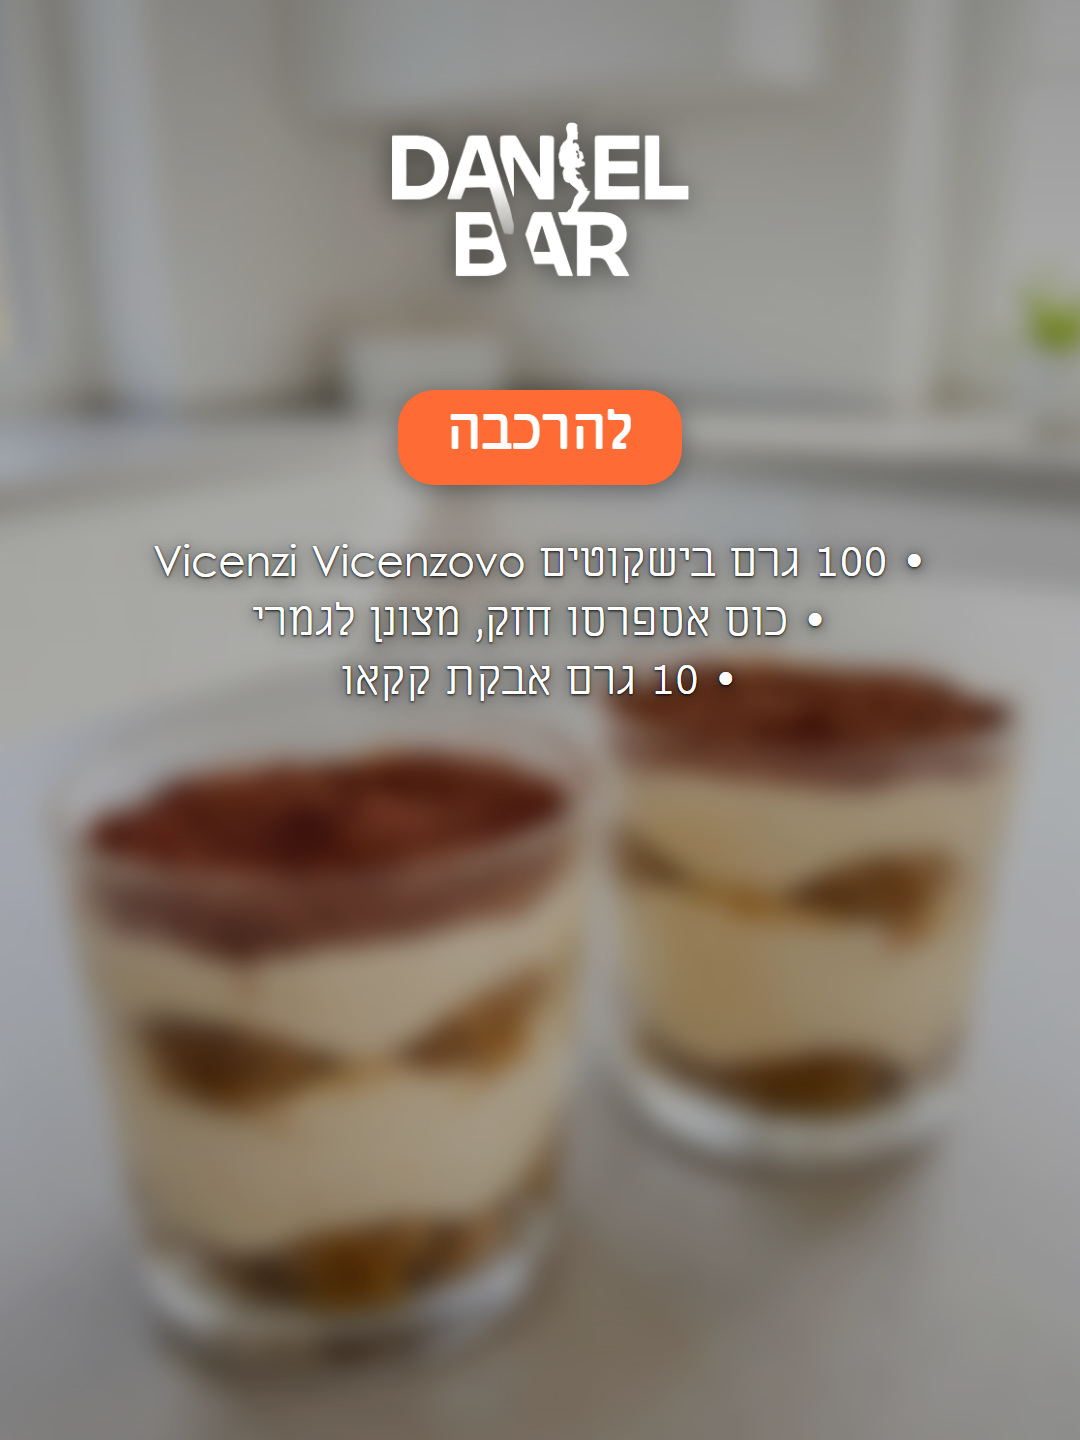 DANIEL
BAR
להרכבה
• 100 גרם בישקוטים Vicenzi Vicenzovo
• כוס אספרסו חזק, מצונן לגמרי
• 10 גרם אבקת קקאו